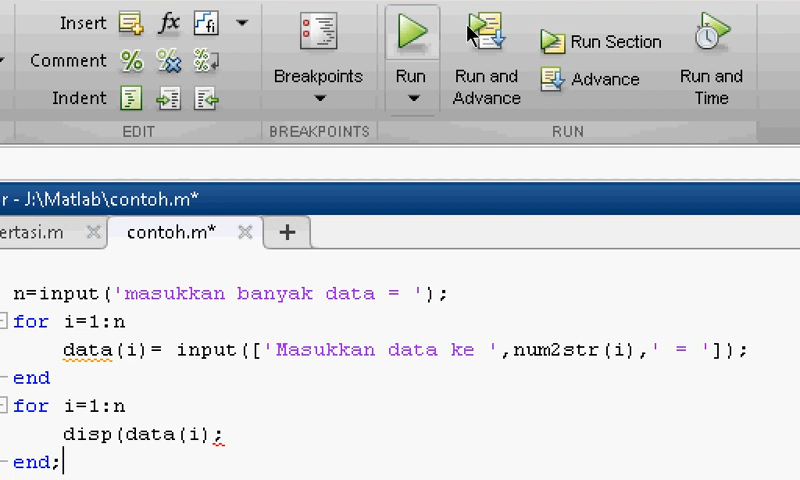 Insert fx fi
Comment % %
Indent
Breakpoints
Run
Run and
Advance
Run Section
Advance
Run and
Time
EDIT
BREAKPOINTS
RUN
r - J:\Matlab\contoh.m*
ertasi.m
contoh.m*
+
n=input('masukkan banyak data = ');
for i=1:n
data(i)= input(['Masukkan data ke ',num2str(i),' = ']);
end
for i=1:n
disp(data(i);
end;